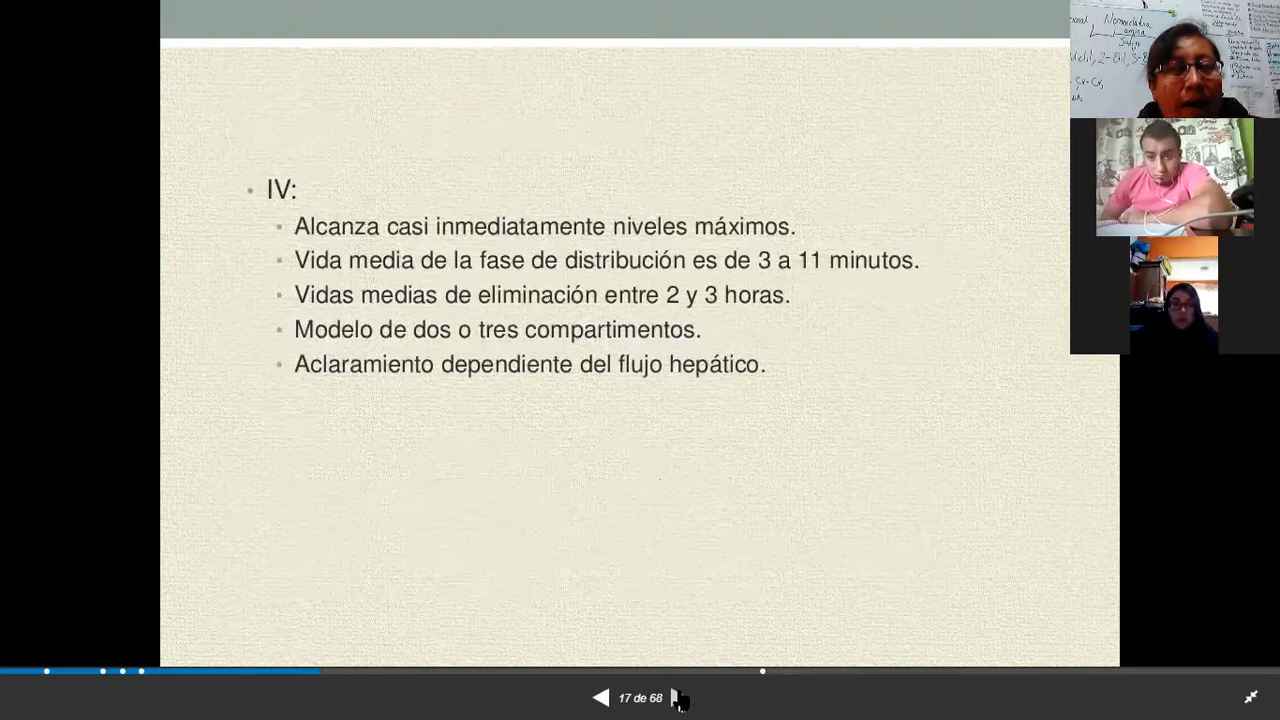 IV:
Alcanza casi inmediatamente niveles máximos.
Vida media de la fase de distribución es de 3 a 11 minutos.
Vidas medias de eliminación entre 2 y 3 horas.
Modelo de dos o tres compartimentos.
Aclaramiento dependiente del flujo hepático.
17 de 68
Nomenclatura